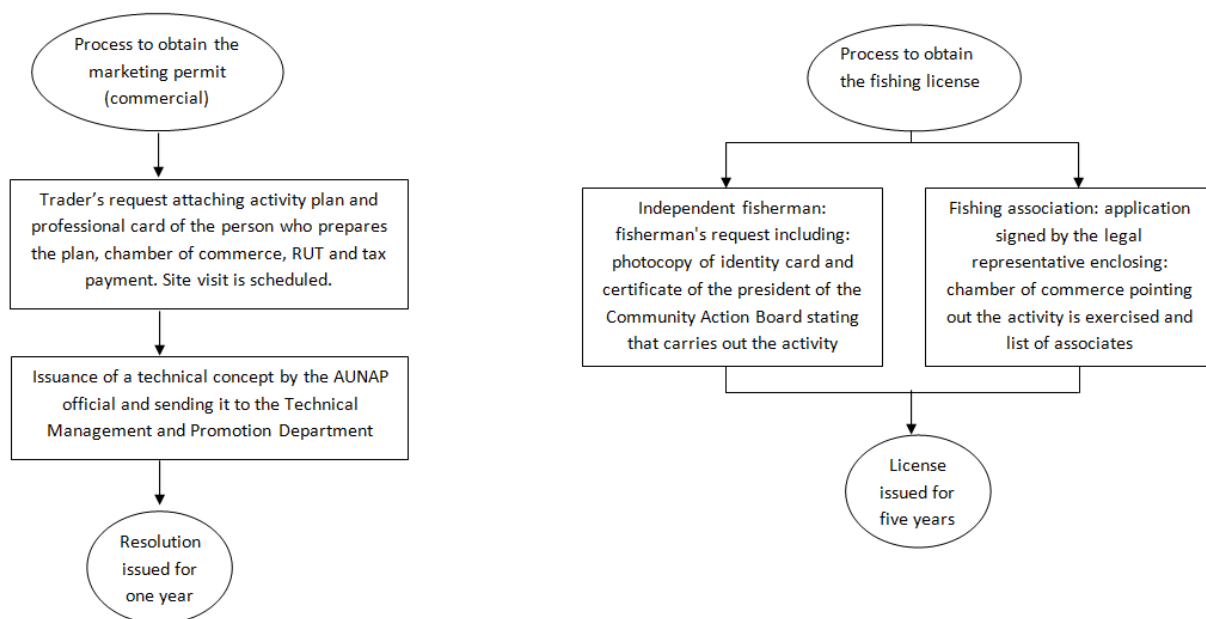 Process to obtain the
marketing permit
(commercial)
Trader’s request attaching activity plan and
professional card of the person who prepares
the plan, chamber of commerce, RUT and tax
payment. Site visit is scheduled.
Issuance of a technical concept by the AUNAP
official and sending it to the Technical
Management and Promotion Department
Resolution
issued for
one year
Process to obtain
the fishing license
Independent fisherman:
fisherman's request including:
photocopy of identity card and
certificate of the president of the
Community Action Board stating
that carries out the activity
Fishing association: application
signed by the legal
representative enclosing:
chamber of commerce pointing
out the activity is exercised and
list of associates
License
issued for
five years